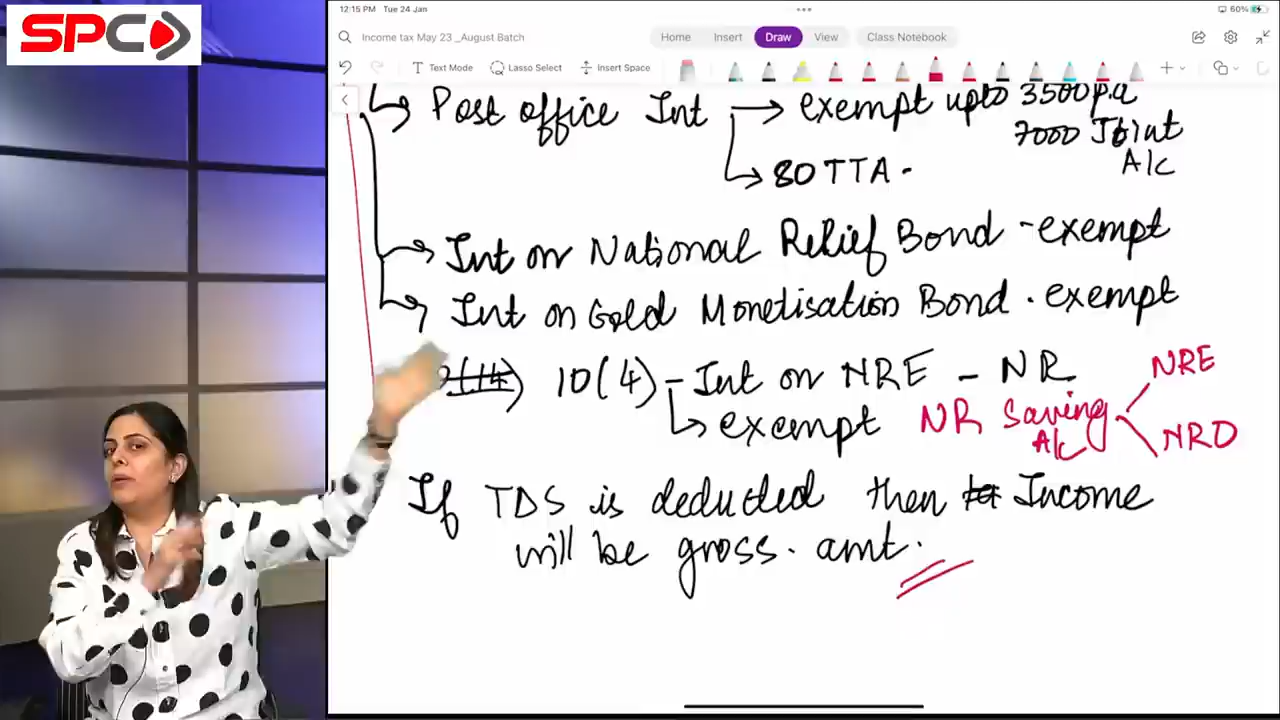 SPC
12:15 PM Tue 24 Jan
60%
Income tax May 23 _August Batch
Home Insert Draw View Class Notebook
Text Mode Lasso Select Insert Space
Post office Int → exempt upto 3500 p.a
7000 Joint
A/c
→ 80 TTA -
Int on National Relief Bond - exempt
Int on Gold Monetisation Bond - exempt
10(4) - Int on NRE - NR
NRE
→ exempt NR Saving
A/c
NRO
If TDS is deducted then Income
will be gross. amt.